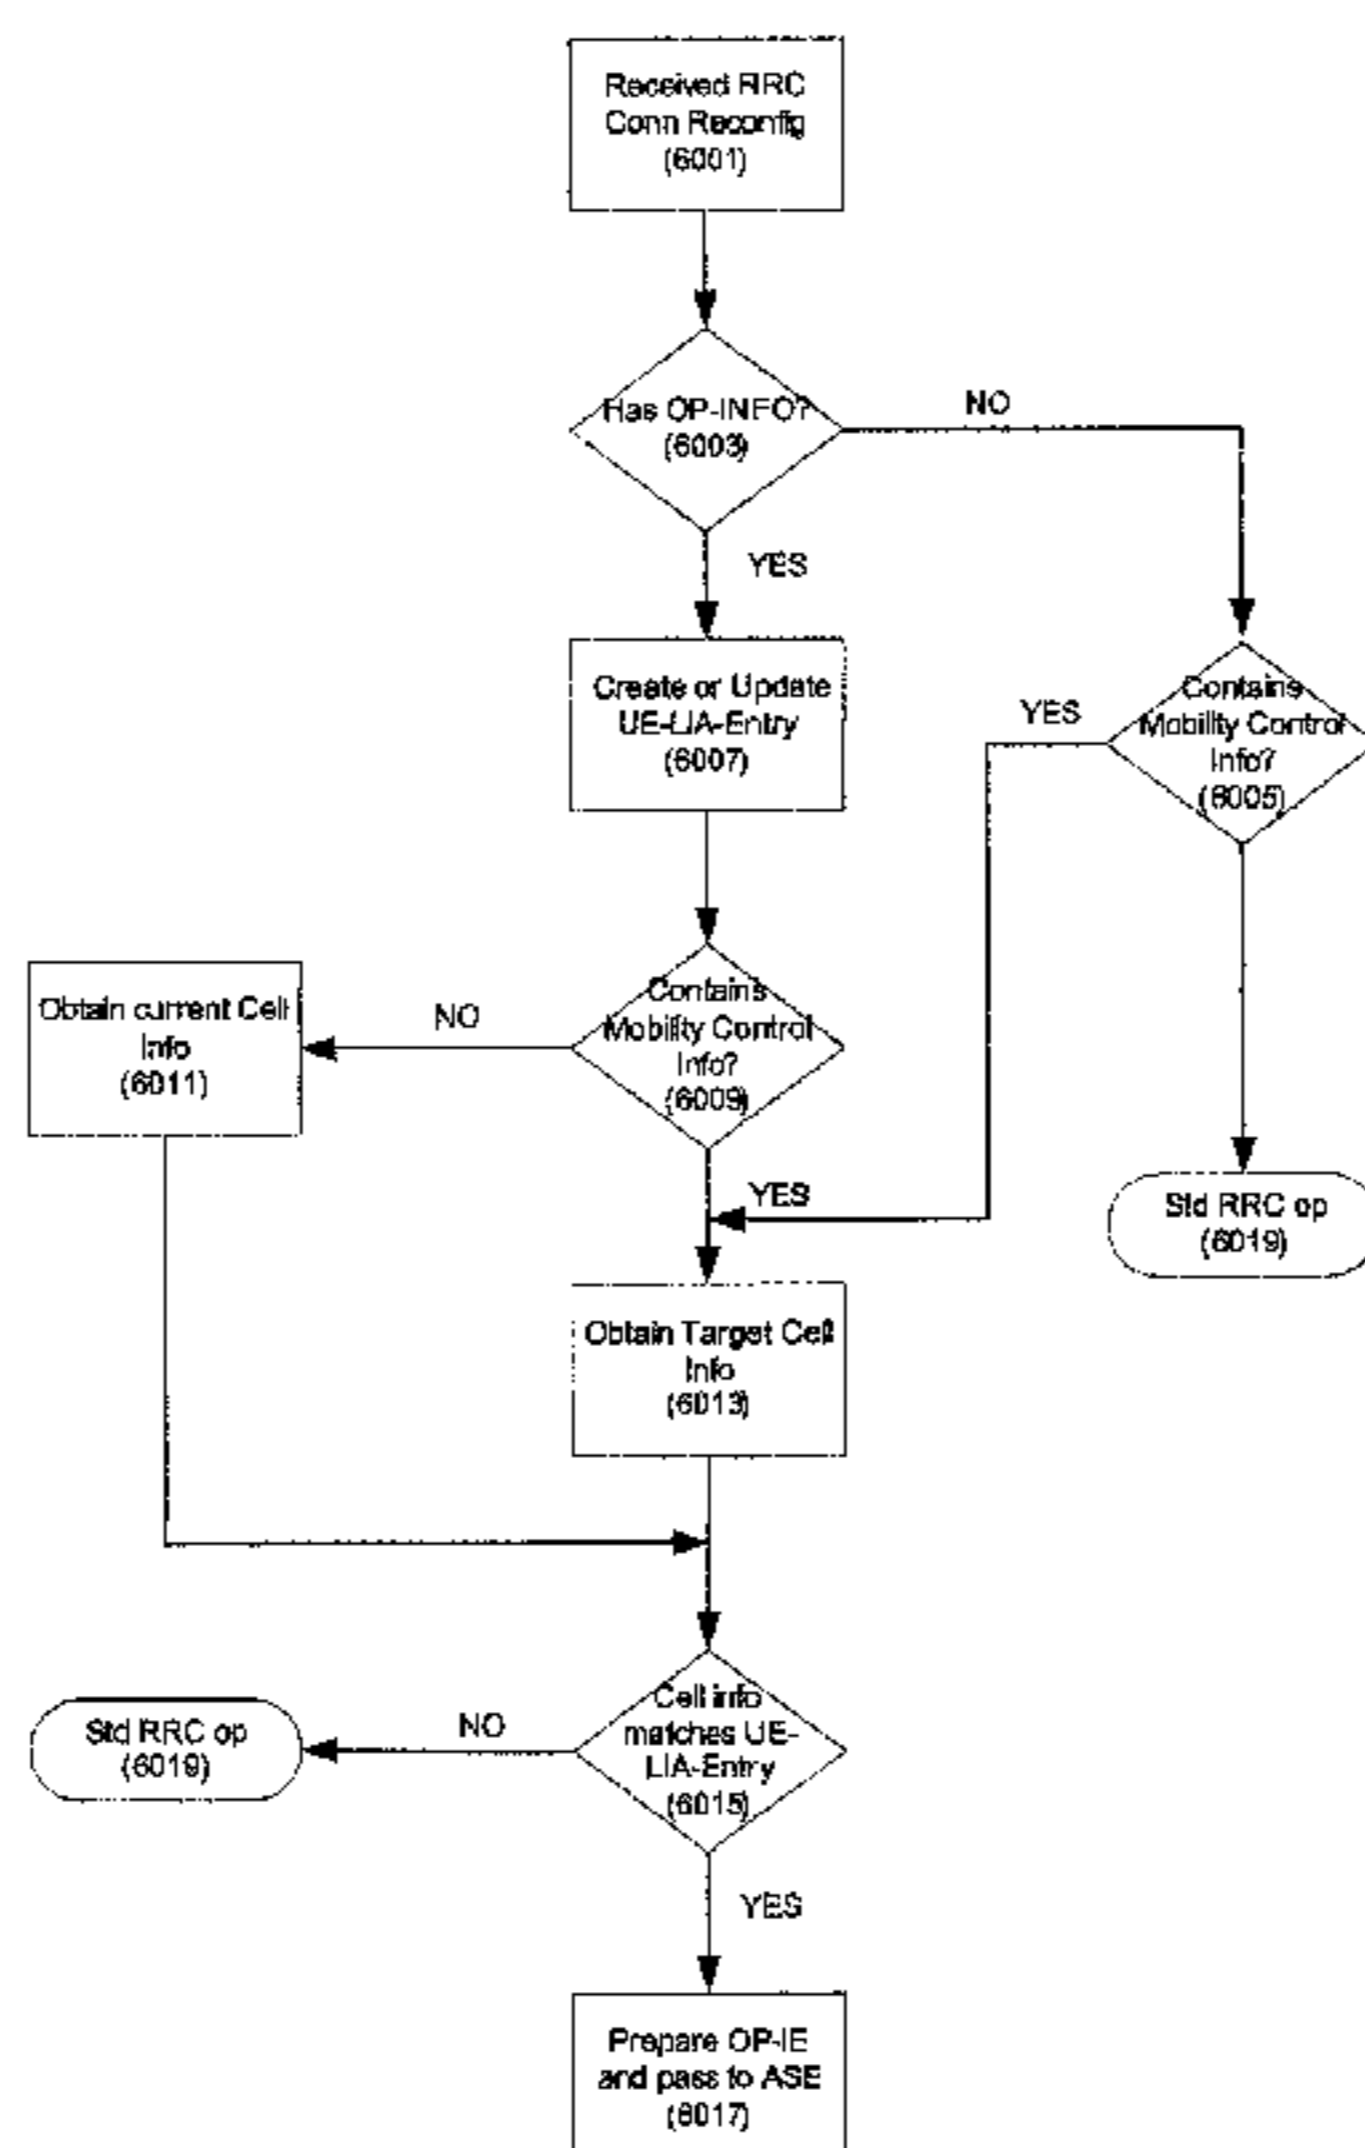 Received RRC
Conn Reconfig
(6001)
Has OP-INFO?
(6003)
NO
YES
Create or Update
UE-LIA-Entry
(6007)
YES
Contains
Mobility Control
Info?
(6005)
Obtain current Cell
Info
(6011)
NO
Contains
Mobility Control
Info?
(6009)
YES
Std RRC op
(6019)
Obtain Target Cell
Info
(6013)
Std RRC op
(6019)
NO
Cell info
matches UE-
LIA-Entry
(6015)
YES
Prepare OP-IE
and pass to ASE
(6017)